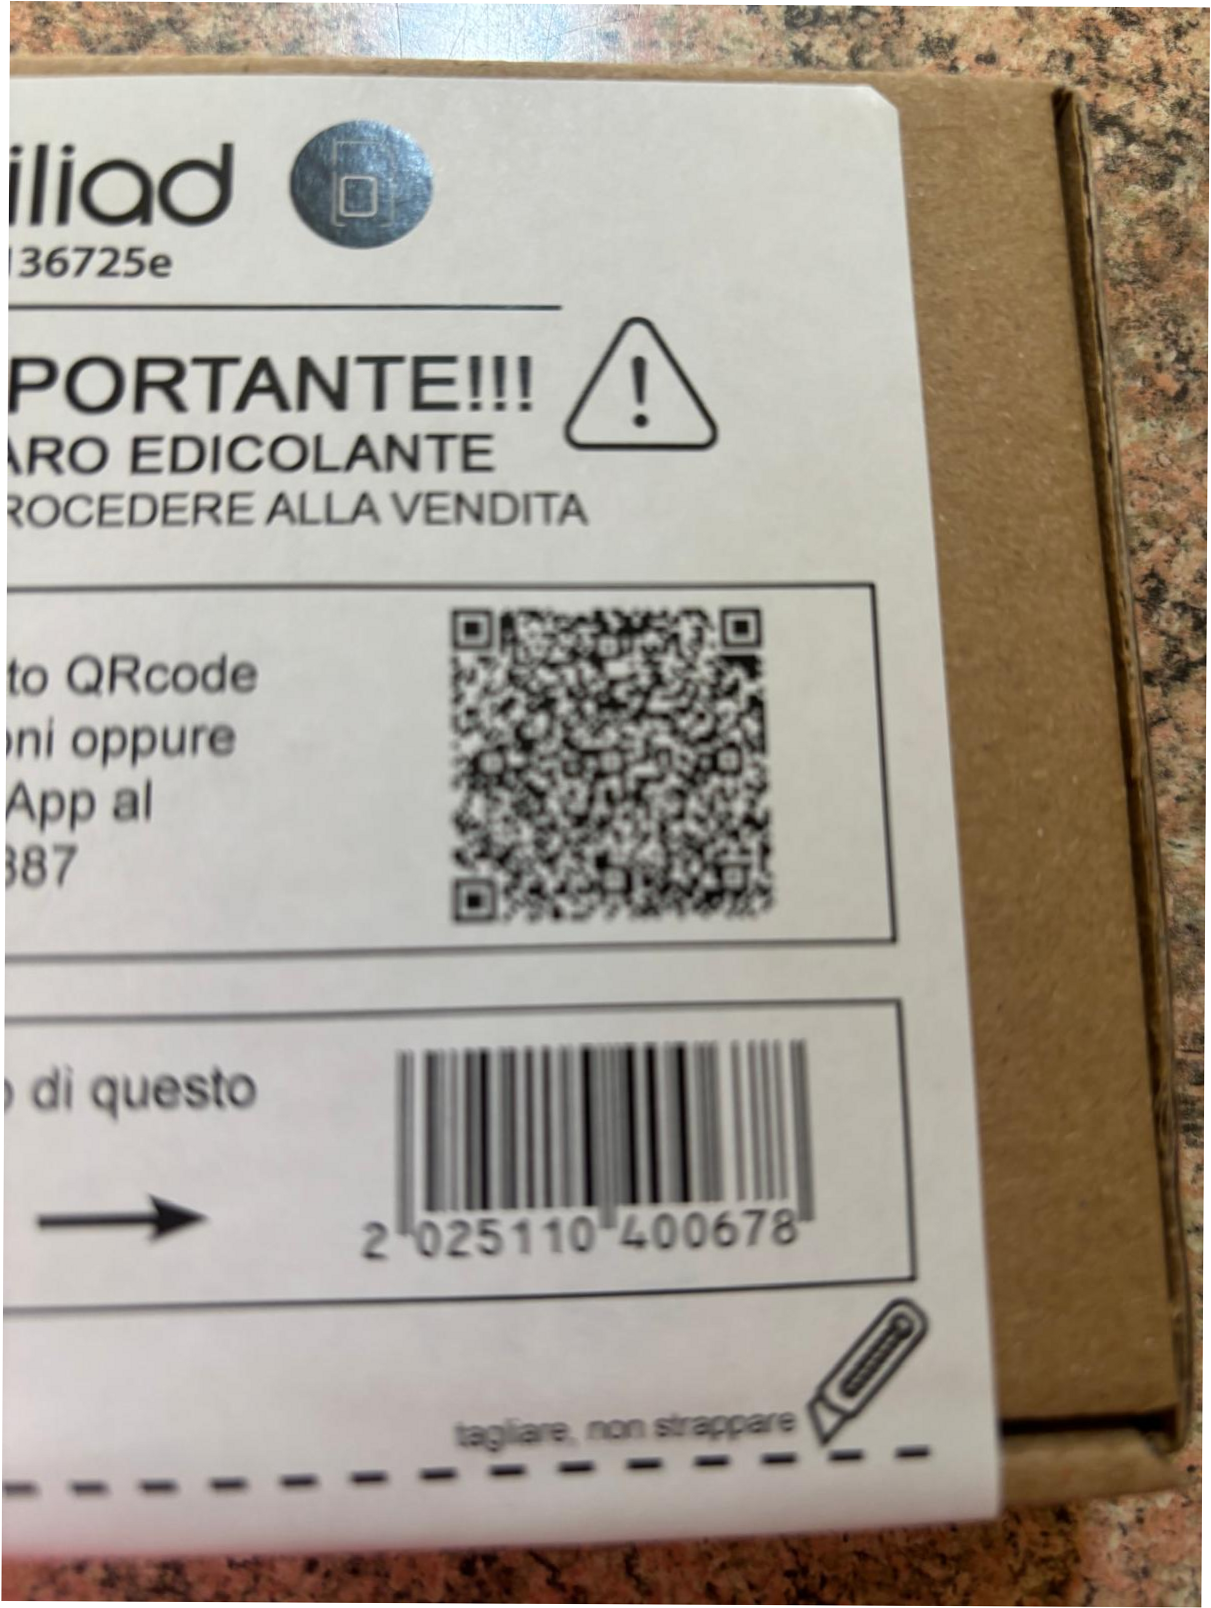 iliad
136725e
PORTANTE!!!
ARO EDICOLANTE
ROCEDERE ALLA VENDITA
to QRcode
oni oppure
App al
387
di questo
2 025110 400678
tagliare, non strappare